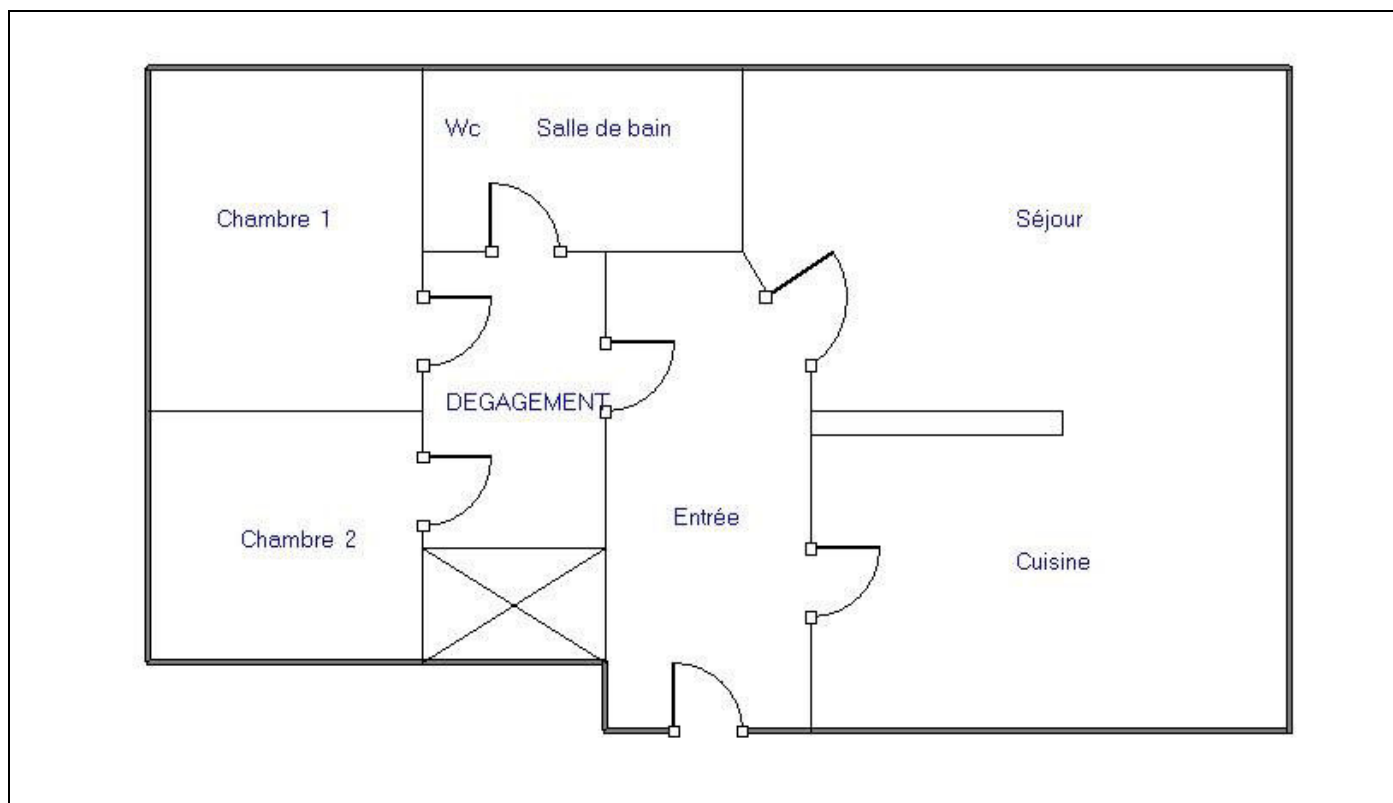 Wc
Salle de bain
Chambre 1
Séjour
DEGAGEMENT
Entrée
Chambre 2
Cuisine